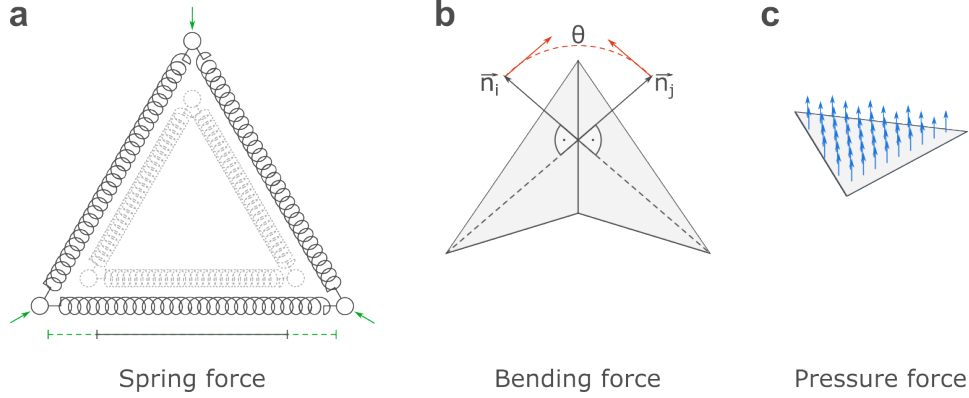 a
b
c
θ
n⃗i
n⃗j
Spring force
Bending force
Pressure force